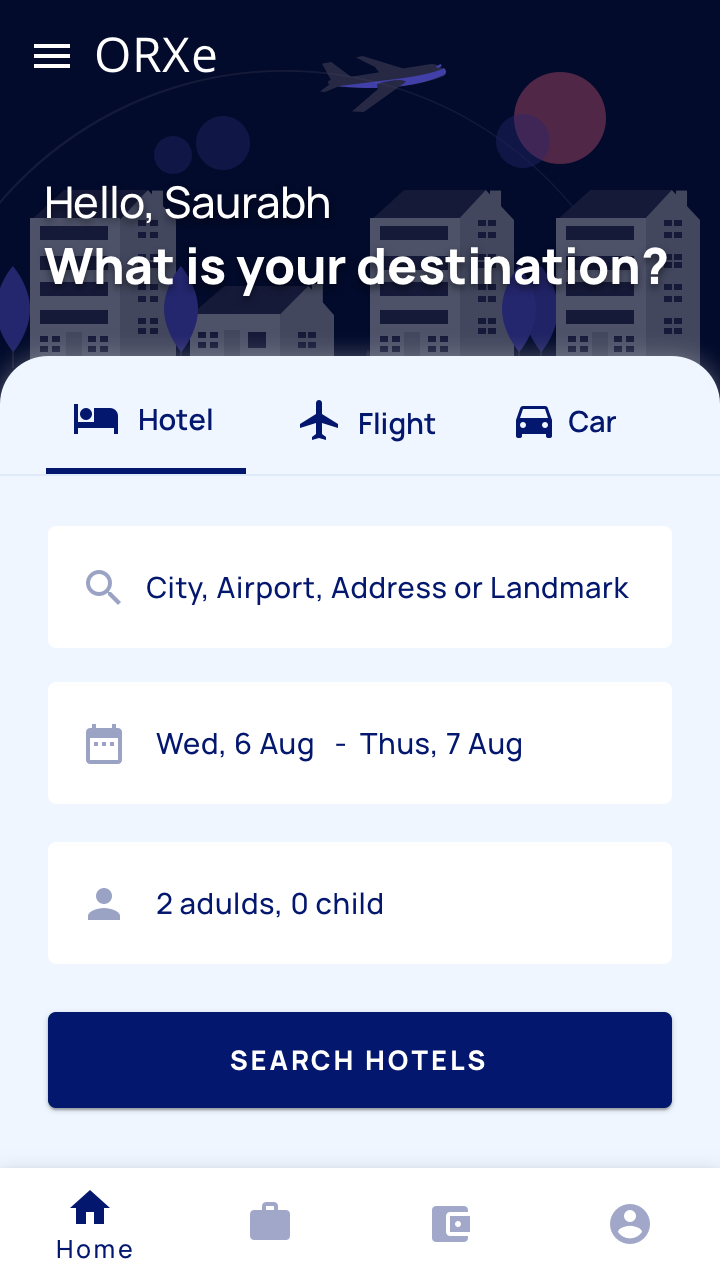 ORXe
Hello, Saurabh
What is your destination?
Hotel
Flight
Car
City, Airport, Address or Landmark
Wed, 6 Aug - Thus, 7 Aug
2 adulds, 0 child
SEARCH HOTELS
Home